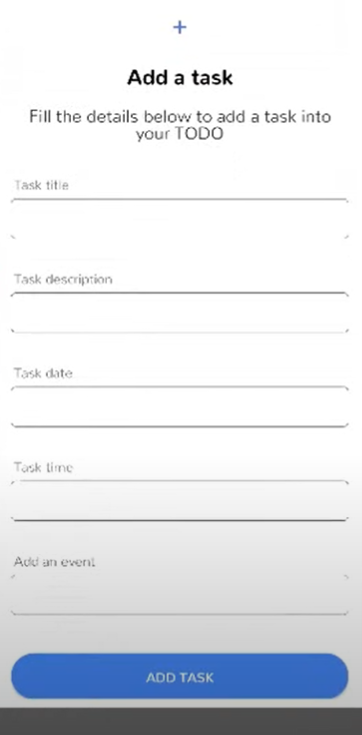 +
Add a task
Fill the details below to add a task into
your TODO
Task title
Task description
Task date
Task time
Add an event
ADD TASK